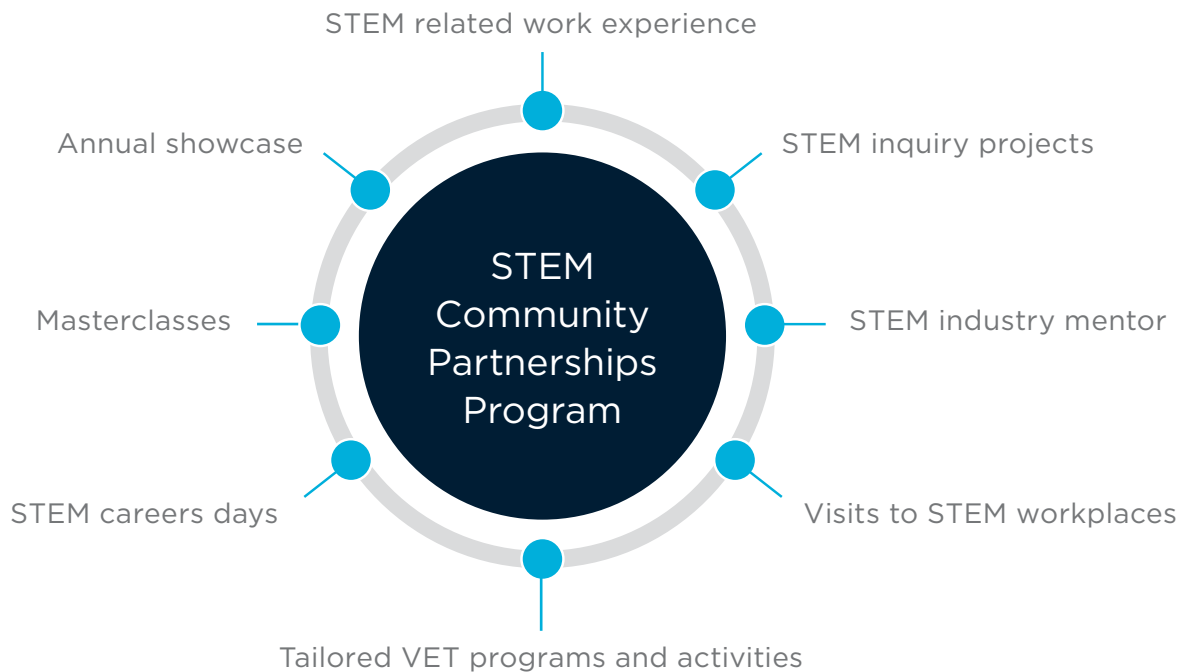 STEM related work experience
Annual showcase
STEM inquiry projects
STEM
Community
Partnerships
Program
Masterclasses
STEM industry mentor
STEM careers days
Visits to STEM workplaces
Tailored VET programs and activities